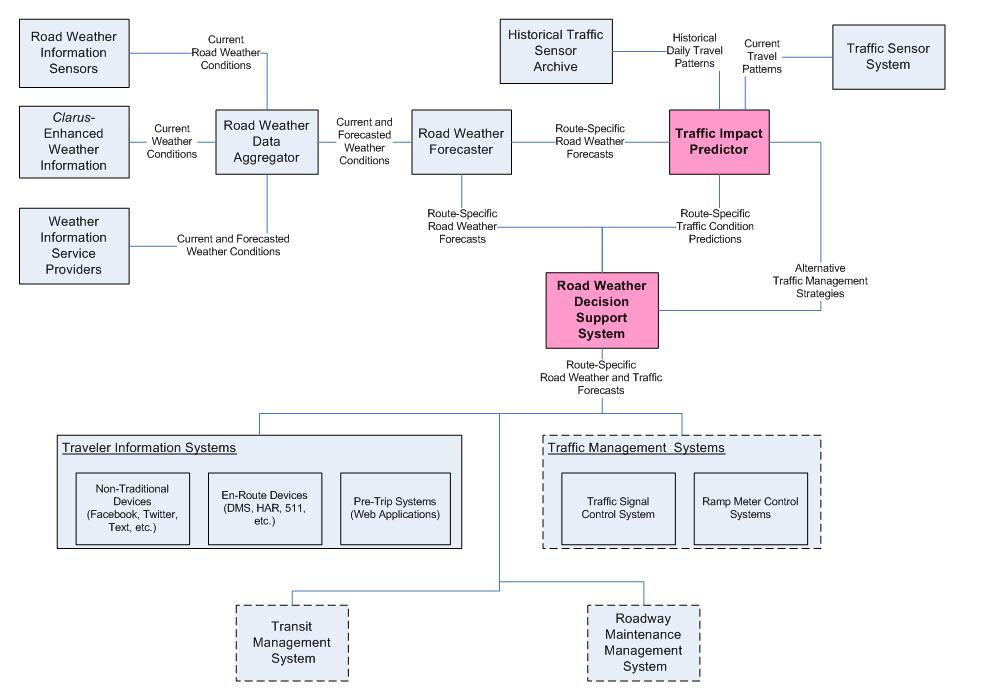 Road Weather
Information
Sensors
Current
Road Weather
Conditions
Historical Traffic
Sensor
Archive
Historical
Daily Travel
Patterns
Current
Travel
Patterns
Traffic Sensor
System
Clarus-
Enhanced
Weather
Information
Current
Weather
Conditions
Road Weather
Data
Aggregator
Current and
Forecasted
Weather
Conditions
Road Weather
Forecaster
Route-Specific
Road Weather
Forecasts
Traffic Impact
Predictor
Weather
Information
Service
Providers
Current and Forecasted
Weather Conditions
Route-Specific
Road Weather
Forecasts
Route-Specific
Traffic Condition
Predictions
Alternative
Traffic Management
Strategies
Road Weather
Decision
Support
System
Route-Specific
Road Weather and Traffic
Forecasts
Traveler Information Systems
Non-Traditional
Devices
(Facebook, Twitter,
Text, etc.)
En-Route Devices
(DMS, HAR, 511,
etc.)
Pre-Trip Systems
(Web Applications)
Traffic Management  Systems
Traffic Signal
Control System
Ramp Meter Control
Systems
Transit
Management
System
Roadway
Maintenance
Management
System